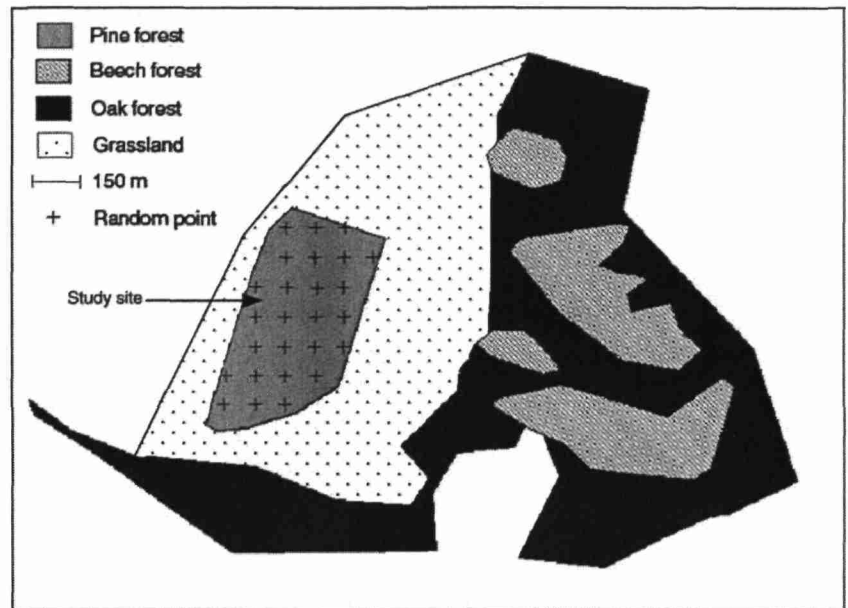 Pine forest
Beech forest
Oak forest
Grassland
150 m
Random point
Study site